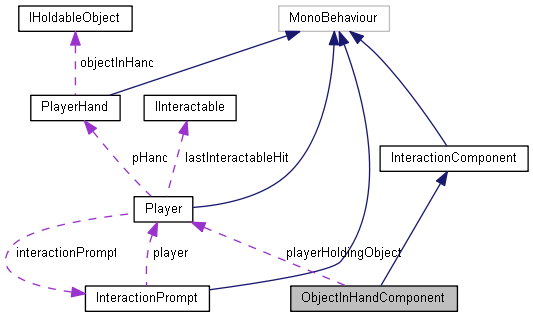 IHoldableObject
MonoBehaviour
objectInHand
PlayerHand
IInteractable
InteractionComponent
pHand
lastInteractableHit
Player
interactionPrompt
player
playerHoldingObject
InteractionPrompt
ObjectInHandComponent